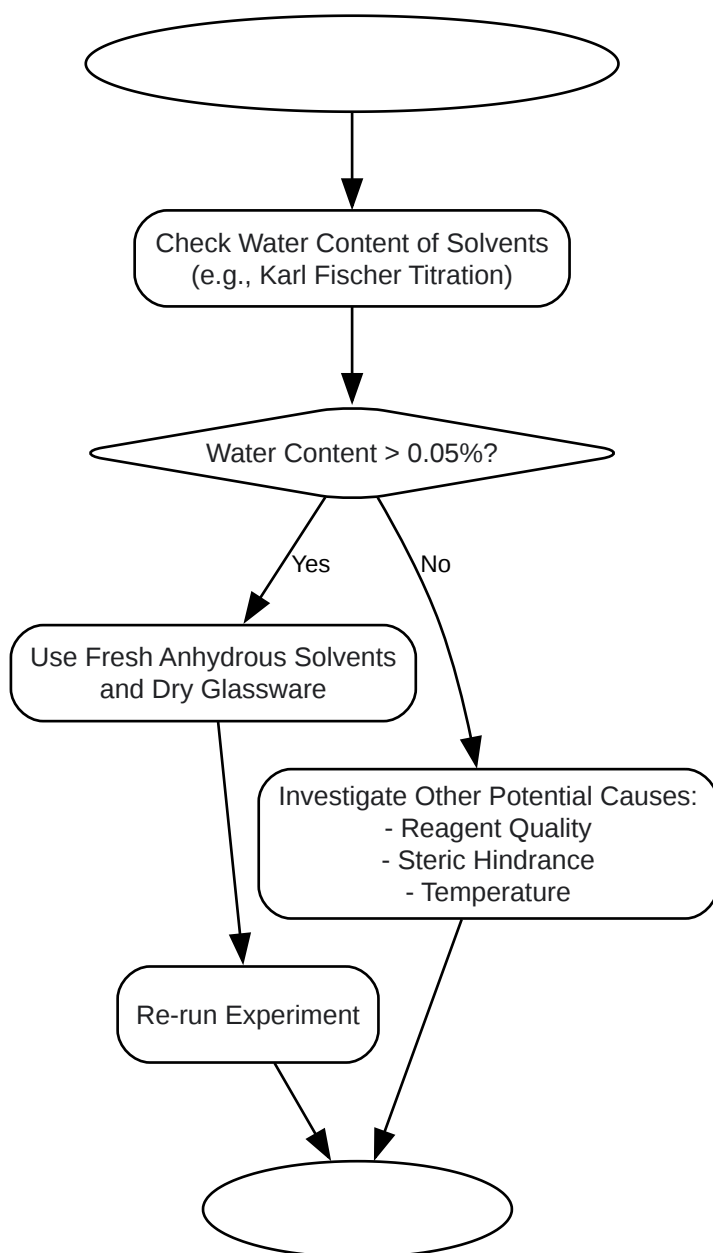 Check Water Content of Solvents
(e.g., Karl Fischer Titration)
Water Content > 0.05%?
Yes
No
Use Fresh Anhydrous Solvents
and Dry Glassware
Investigate Other Potential Causes:
- Reagent Quality
- Steric Hindrance
- Temperature
Re-run Experiment